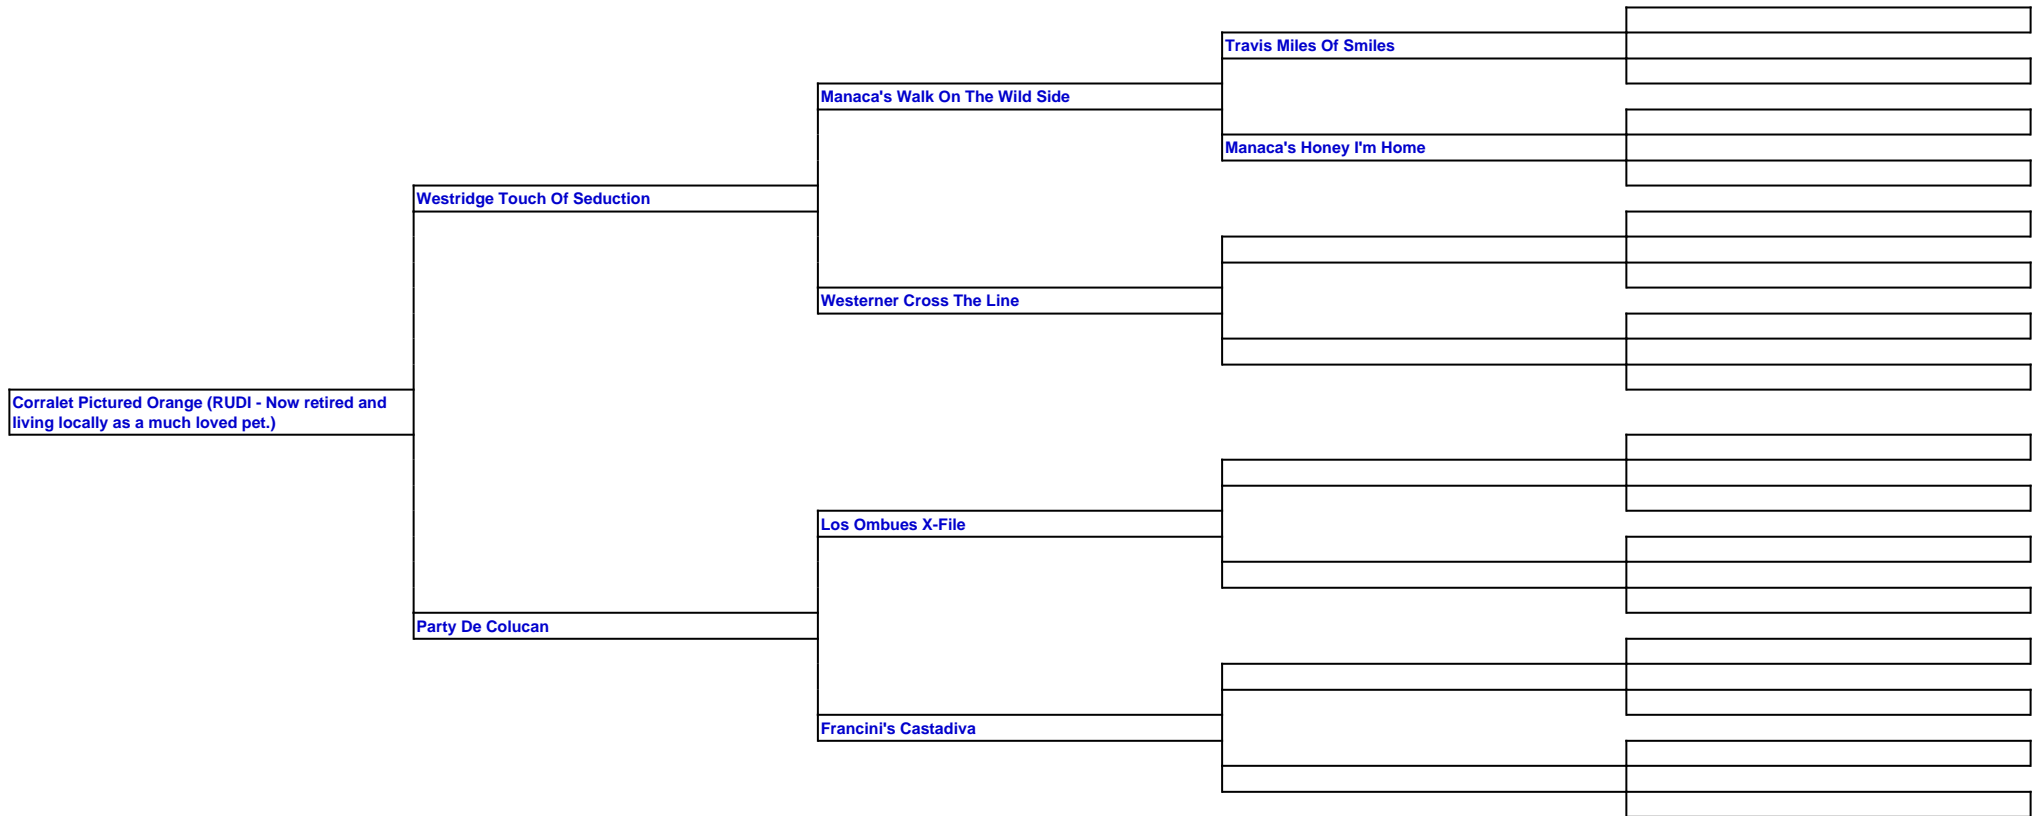 Travis Miles Of Smiles
Manaca's Walk On The Wild Side
Manaca's Honey I'm Home
Westridge Touch Of Seduction
Westerner Cross The Line
Corralet Pictured Orange (RUDI - Now retired and
living locally as a much loved pet.)
Los Ombues X-File
Party De Colucan
Francini's Castadiva